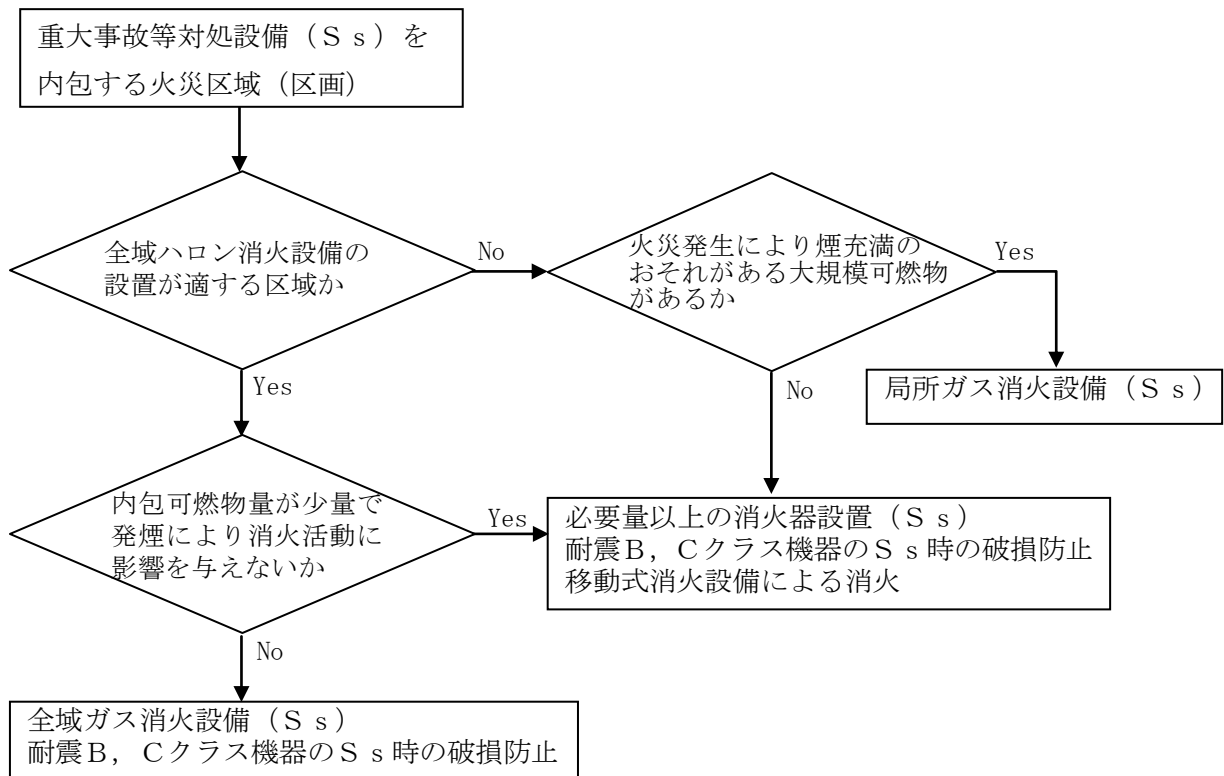 重大事故等対処設備（Ｓｓ）を
内包する火災区域（区画）
全域ハロン消火設備の
設置が適する区域か
No
火災発生により煙充満の
おそれがある大規模可燃物
があるか
Yes
局所ガス消火設備（Ｓｓ）
No
Yes
内包可燃物量が少量で
発煙により消火活動に
影響を与えないか
Yes
必要量以上の消火器設置（Ｓｓ）
耐震Ｂ，Ｃクラス機器のＳｓ時の破損防止
移動式消火設備による消火
No
全域ガス消火設備（Ｓｓ）
耐震Ｂ，Ｃクラス機器のＳｓ時の破損防止